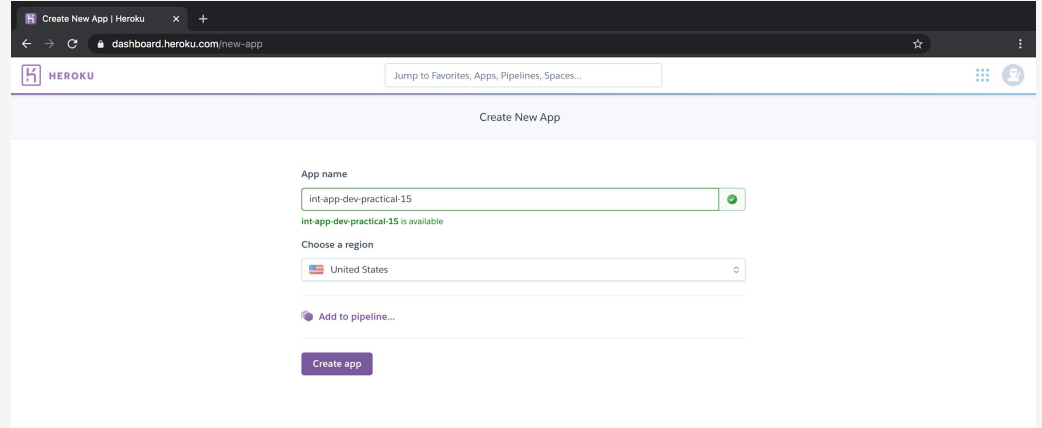 Create New App | Heroku
dashboard.heroku.com/new-app
HEROKU
Jump to Favorites, Apps, Pipelines, Spaces...
Create New App
App name
int-app-dev-practical-15
int-app-dev-practical-15 is available
Choose a region
United States
Add to pipeline...
Create app